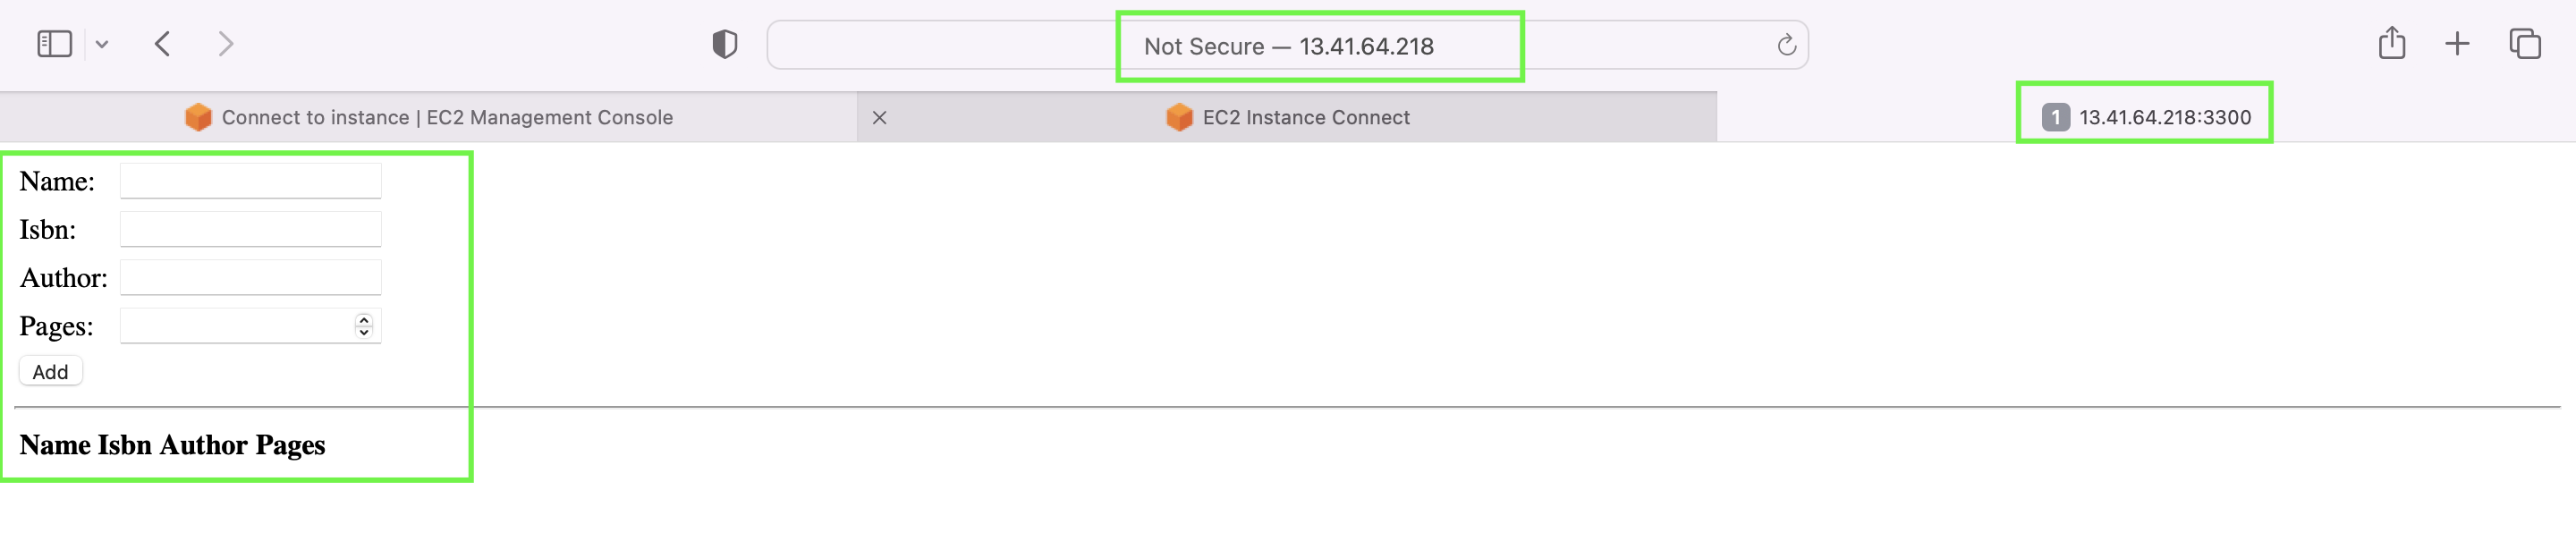 Not Secure — 13.41.64.218
Connect to instance | EC2 Management Console
EC2 Instance Connect
1 13.41.64.218:3300
Name:
Isbn:
Author:
Pages:
Add
Name Isbn Author Pages